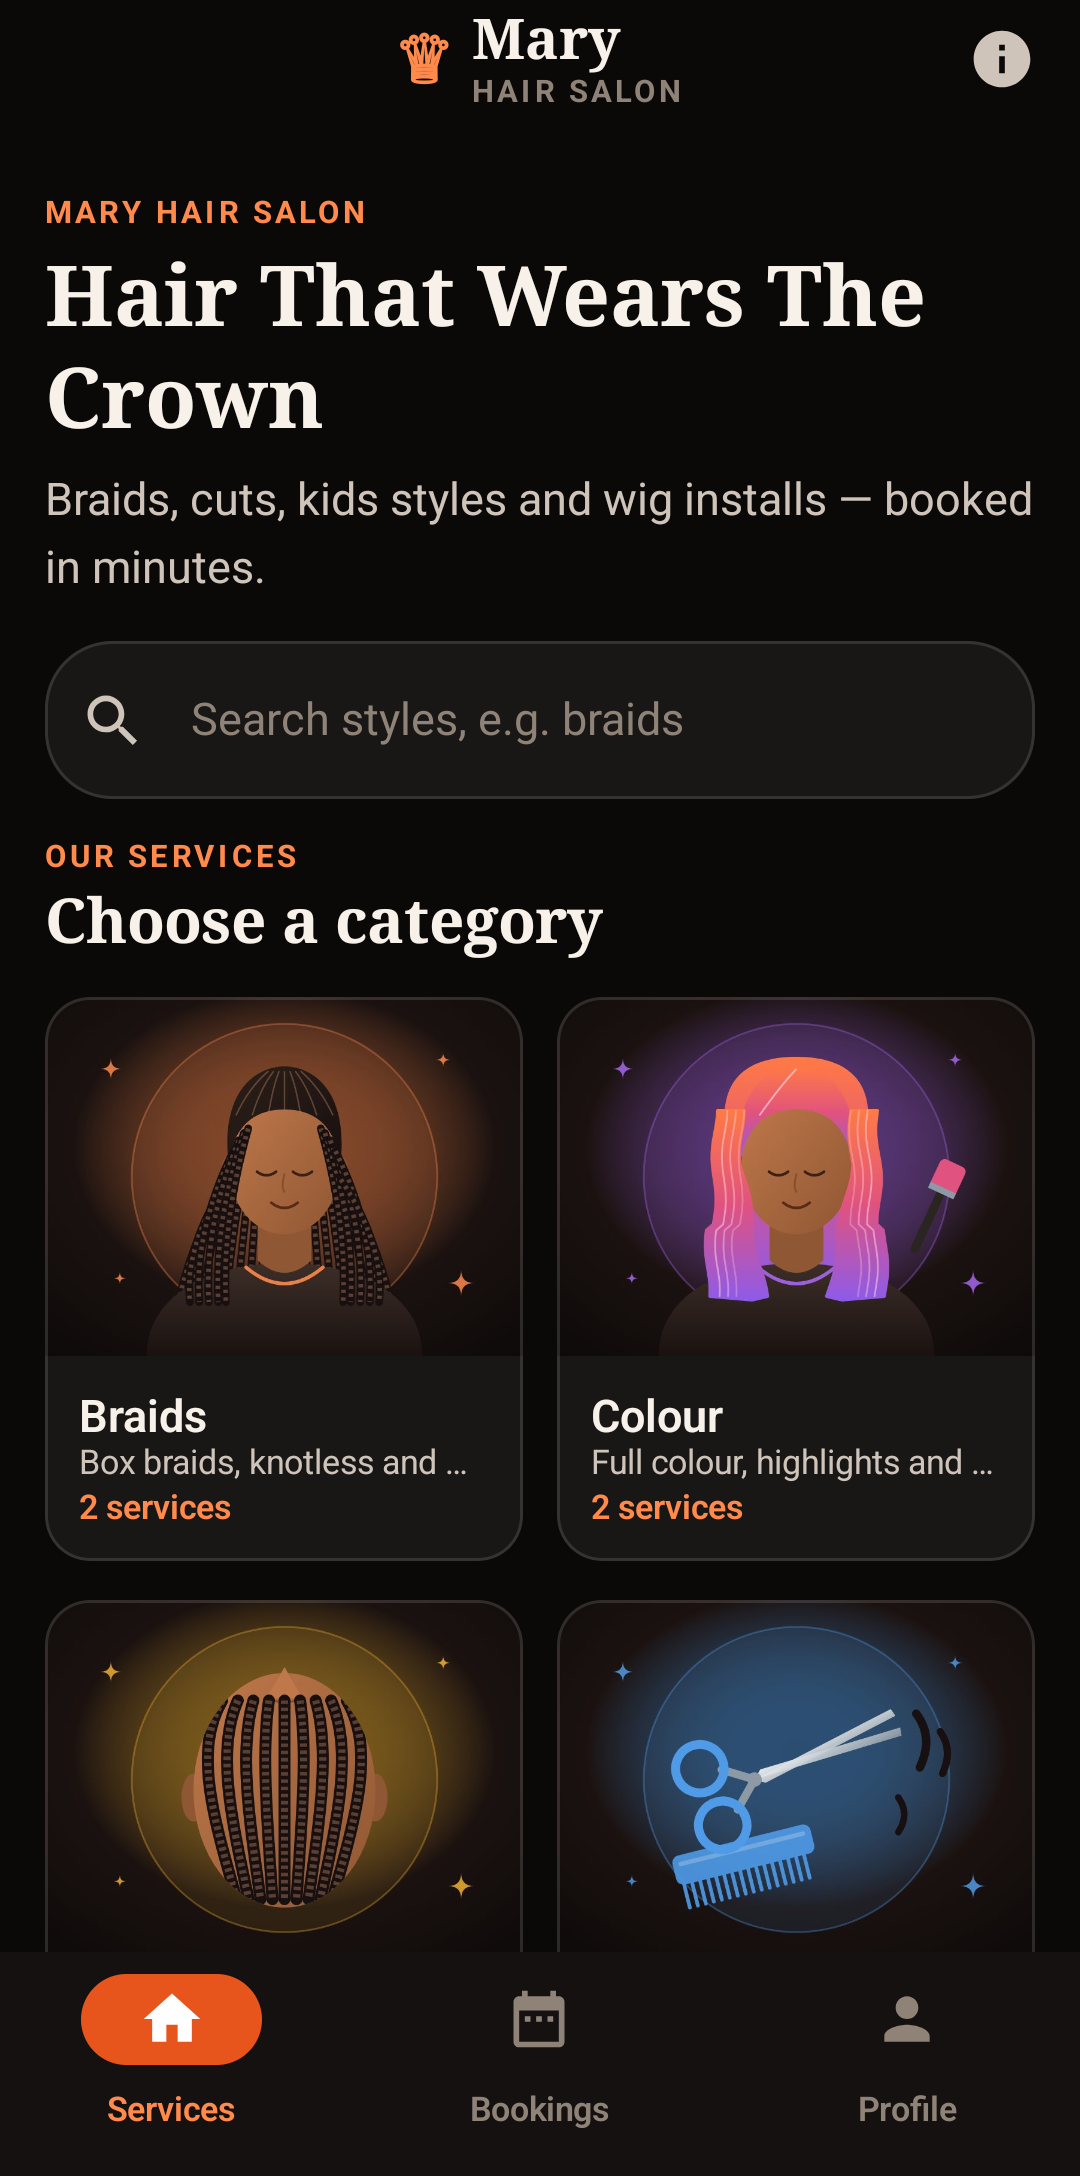 Mary
HAIR SALON
MARY HAIR SALON
Hair That Wears The
Crown
Braids, cuts, kids styles and wig installs — booked
in minutes.
Search styles, e.g. braids
OUR SERVICES
Choose a category
Braids
Box braids, knotless and ...
2 services
Colour
Full colour, highlights and ...
2 services
Services
Bookings
Profile